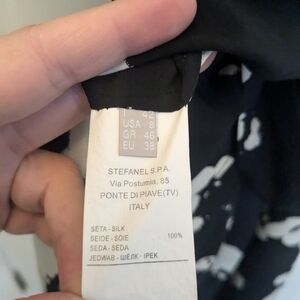 I 42
USA 8
GR 46
EU 38
STEFANEL S.P.A.
Via Postumia, 85
PONTE DI PIAVE(TV)
ITALY
SETA - SILK
SEIDE - SOIE 100%
SEDA - SEDA
JEDWAB - ШЁЛК - IPEK